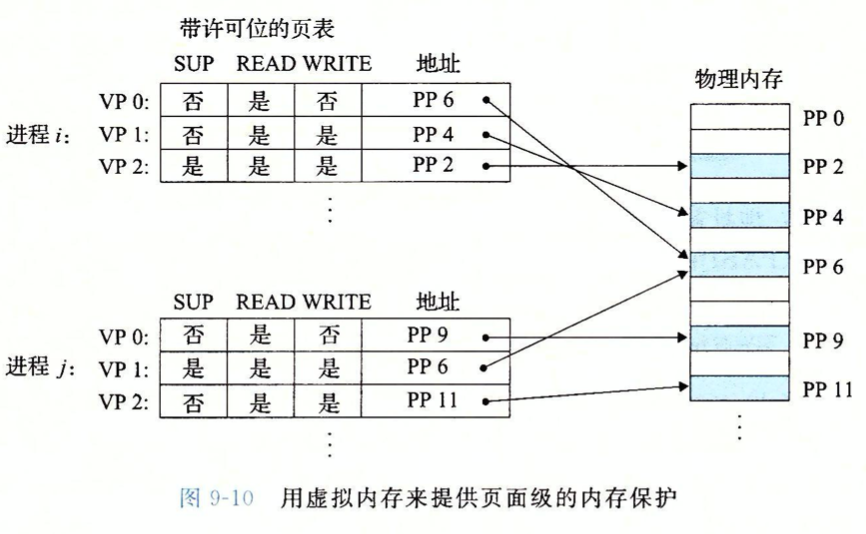 带许可位的页表
SUP READ WRITE 地址
VP 0: 否 是 否 PP 6
进程 i: VP 1: 否 是 是 PP 4
VP 2: 是 是 是 PP 2
⋮
SUP READ WRITE 地址
VP 0: 否 是 否 PP 9
进程 j: VP 1: 是 是 是 PP 6
VP 2: 否 是 是 PP 11
⋮
物理内存
PP 0
PP 2
PP 4
PP 6
PP 9
PP 11
⋮
图 9-10 用虚拟内存来提供页面级的内存保护